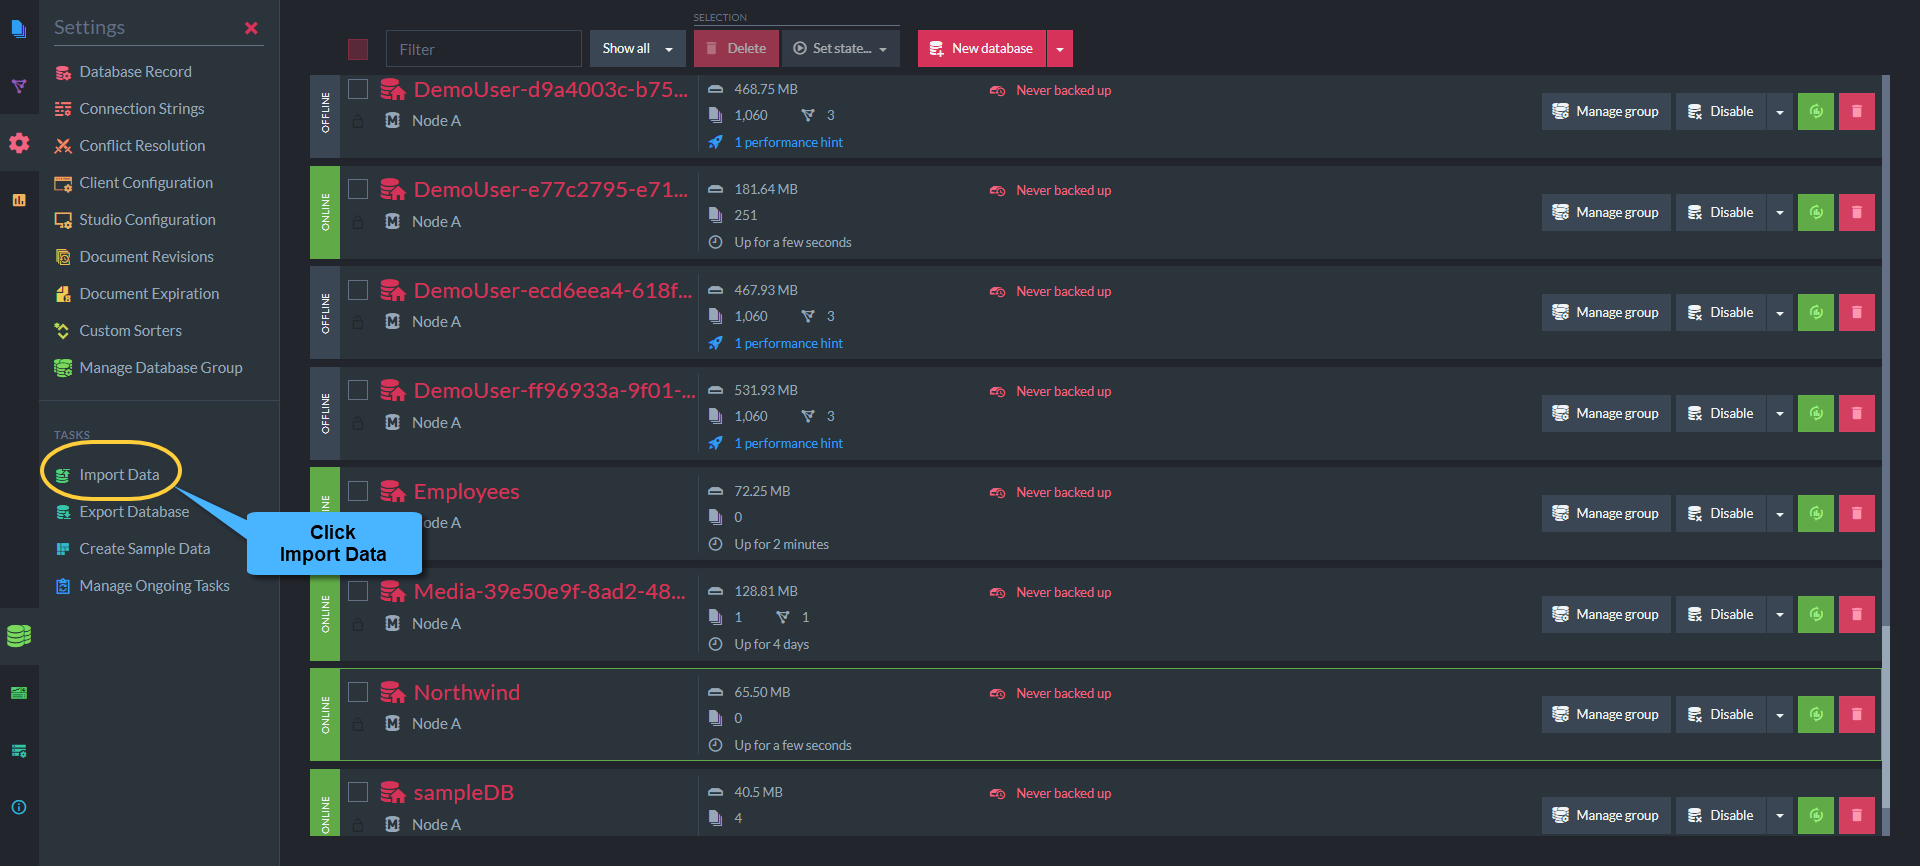 Settings
Database Record
Connection Strings
Conflict Resolution
Client Configuration
Studio Configuration
Document Revisions
Document Expiration
Custom Sorters
Manage Database Group
TASKS
Import Data
Export Database
Create Sample Data
Manage Ongoing Tasks
Click
Import Data
SELECTION
Filter
Show all
Delete
Set state...
New database
OFFLINE
DemoUser-d9a4003c-b75...
Node A
468.75 MB
1,060 3
1 performance hint
Never backed up
Manage group
Disable
ONLINE
DemoUser-e77c2795-e71...
Node A
181.64 MB
251
Up for a few seconds
Never backed up
Manage group
Disable
OFFLINE
DemoUser-ecd6eea4-618f...
Node A
467.93 MB
1,060 3
1 performance hint
Never backed up
Manage group
Disable
OFFLINE
DemoUser-ff96933a-9f01-...
Node A
531.93 MB
1,060 3
1 performance hint
Never backed up
Manage group
Disable
ONLINE
Employees
ode A
72.25 MB
0
Up for 2 minutes
Never backed up
Manage group
Disable
ONLINE
Media-39e50e9f-8ad2-48...
Node A
128.81 MB
1 1
Up for 4 days
Never backed up
Manage group
Disable
ONLINE
Northwind
Node A
65.50 MB
0
Up for a few seconds
Never backed up
Manage group
Disable
ONLINE
sampleDB
Node A
40.5 MB
4
Never backed up
Manage group
Disable